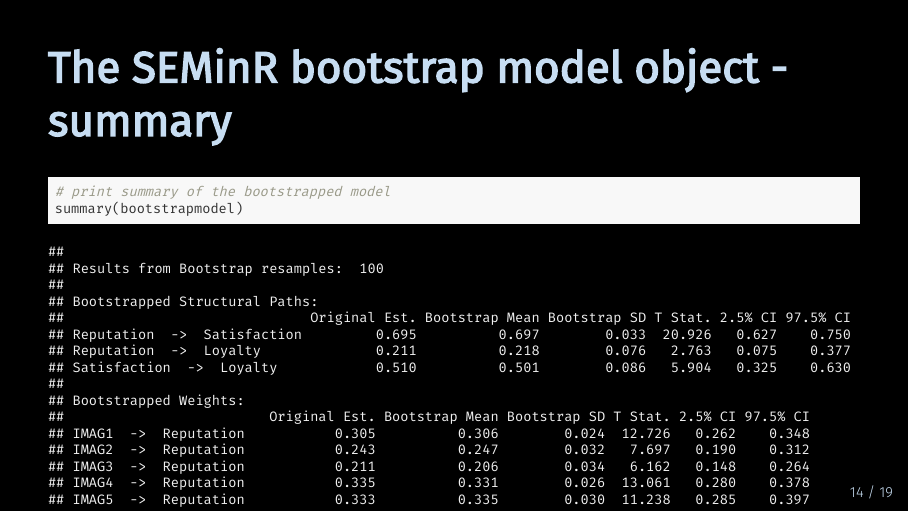 The SEMinR bootstrap model object -
summary
# print summary of the bootstrapped model
summary(bootstrapmodel)
##
## Results from Bootstrap resamples:  100
##
## Bootstrapped Structural Paths:
##                              Original Est. Bootstrap Mean Bootstrap SD T Stat. 2.5% CI 97.5% CI
## Reputation  ->  Satisfaction         0.695          0.697        0.033  20.926   0.627    0.750
## Reputation  ->  Loyalty              0.211          0.218        0.076   2.763   0.075    0.377
## Satisfaction  ->  Loyalty            0.510          0.501        0.086   5.904   0.325    0.630
##
## Bootstrapped Weights:
##                         Original Est. Bootstrap Mean Bootstrap SD T Stat. 2.5% CI 97.5% CI
## IMAG1  ->  Reputation           0.305          0.306        0.024  12.726   0.262    0.348
## IMAG2  ->  Reputation           0.243          0.247        0.032   7.697   0.190    0.312
## IMAG3  ->  Reputation           0.211          0.206        0.034   6.162   0.148    0.264
## IMAG4  ->  Reputation           0.335          0.331        0.026  13.061   0.280    0.378
## IMAG5  ->  Reputation           0.333          0.335        0.030  11.238   0.285    0.397
14 / 19